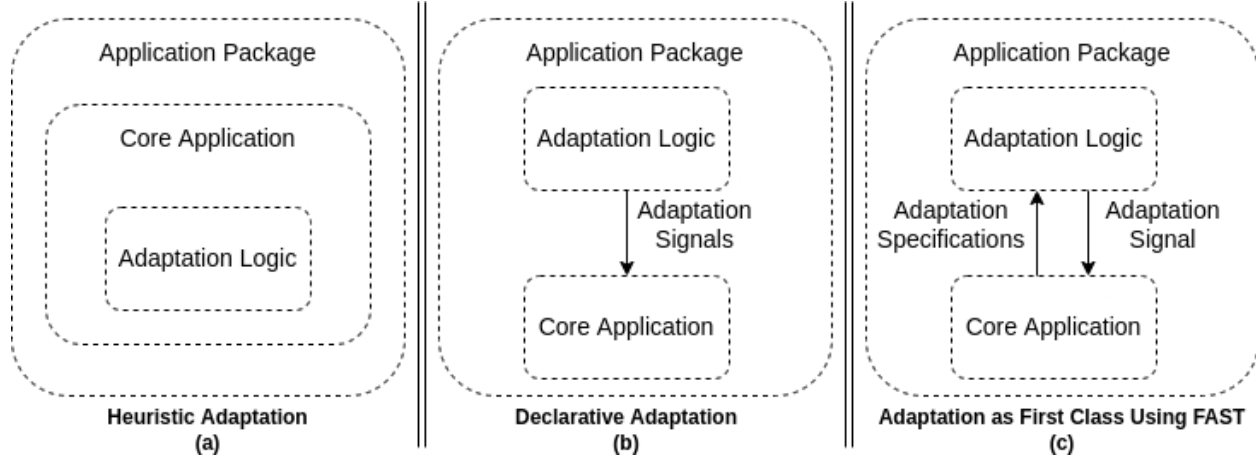 Application Package
Core Application
Adaptation Logic
Heuristic Adaptation
(a)
Application Package
Adaptation Logic
Adaptation
Signals
Core Application
Declarative Adaptation
(b)
Application Package
Adaptation Logic
Adaptation
Specifications
Adaptation
Signal
Core Application
Adaptation as First Class Using FAST
(c)